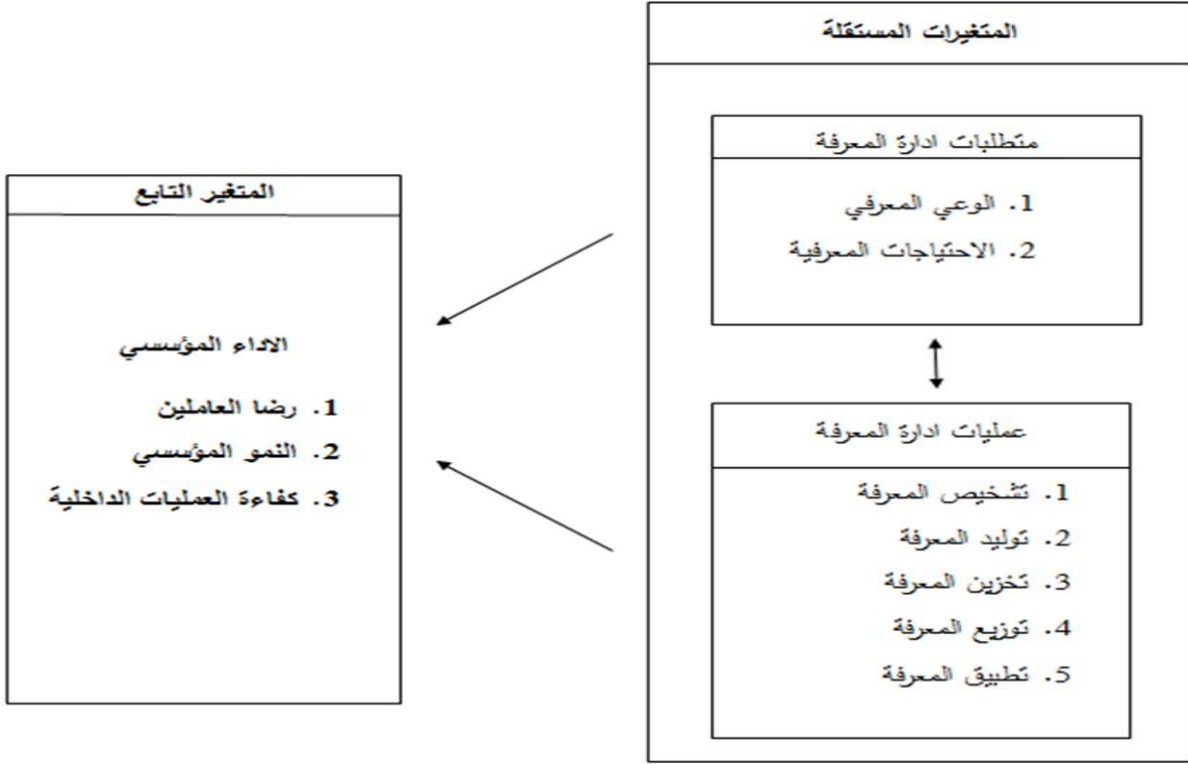 المتغيرات المستقلة
متطلبات ادارة المعرفة
1. الوعي المعرفي
2. الاحتياجات المعرفية
عمليات ادارة المعرفة
1. تشخيص المعرفة
2. توليد المعرفة
3. تخزين المعرفة
4. توزيع المعرفة
5. تطبيق المعرفة
المتغير التابع
الاداء المؤسسي
1. رضا العاملين
2. النمو المؤسسي
3. كفاءة العمليات الداخلية